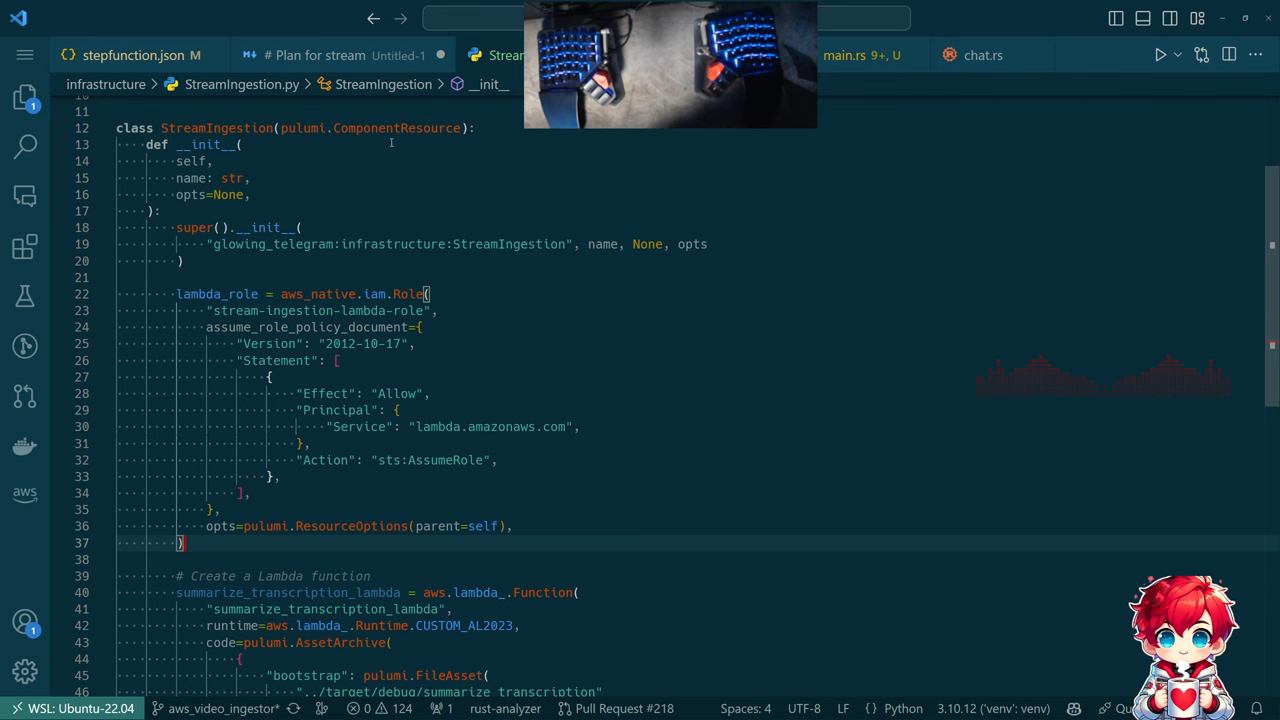 stepfunction.json M
# Plan for stream Untitled-1
Stream
main.rs 9+, U
chat.rs
infrastructure > StreamIngestion.py > StreamIngestion > __init__
11
12 class StreamIngestion(pulumi.ComponentResource):
13 def __init__(
14 self,
15 name: str,
16 opts=None,
17 ):
18 super().__init__(
19 "glowing_telegram:infrastructure:StreamIngestion", name, None, opts
20 )
21
22 lambda_role = aws_native.iam.Role(
23 "stream-ingestion-lambda-role",
24 assume_role_policy_document={
25 "Version": "2012-10-17",
26 "Statement": [
27 {
28 "Effect": "Allow",
29 "Principal": {
30 "Service": "lambda.amazonaws.com",
31 },
32 "Action": "sts:AssumeRole",
33 },
34 ],
35 },
36 opts=pulumi.ResourceOptions(parent=self),
37 )
38
39 # Create a Lambda function
40 summarize_transcription_lambda = aws.lambda_.Function(
41 "summarize_transcription_lambda",
42 runtime=aws.lambda_.Runtime.CUSTOM_AL2023,
43 code=pulumi.AssetArchive(
44 {
45 "bootstrap": pulumi.FileAsset(
46 "../target/debug/summarize_transcription"
1
aws
1
WSL: Ubuntu-22.04 aws_video_ingestor* 0 124 1 rust-analyzer Pull Request #218 Spaces: 4 UTF-8 LF Python 3.10.12 ('venv': venv)